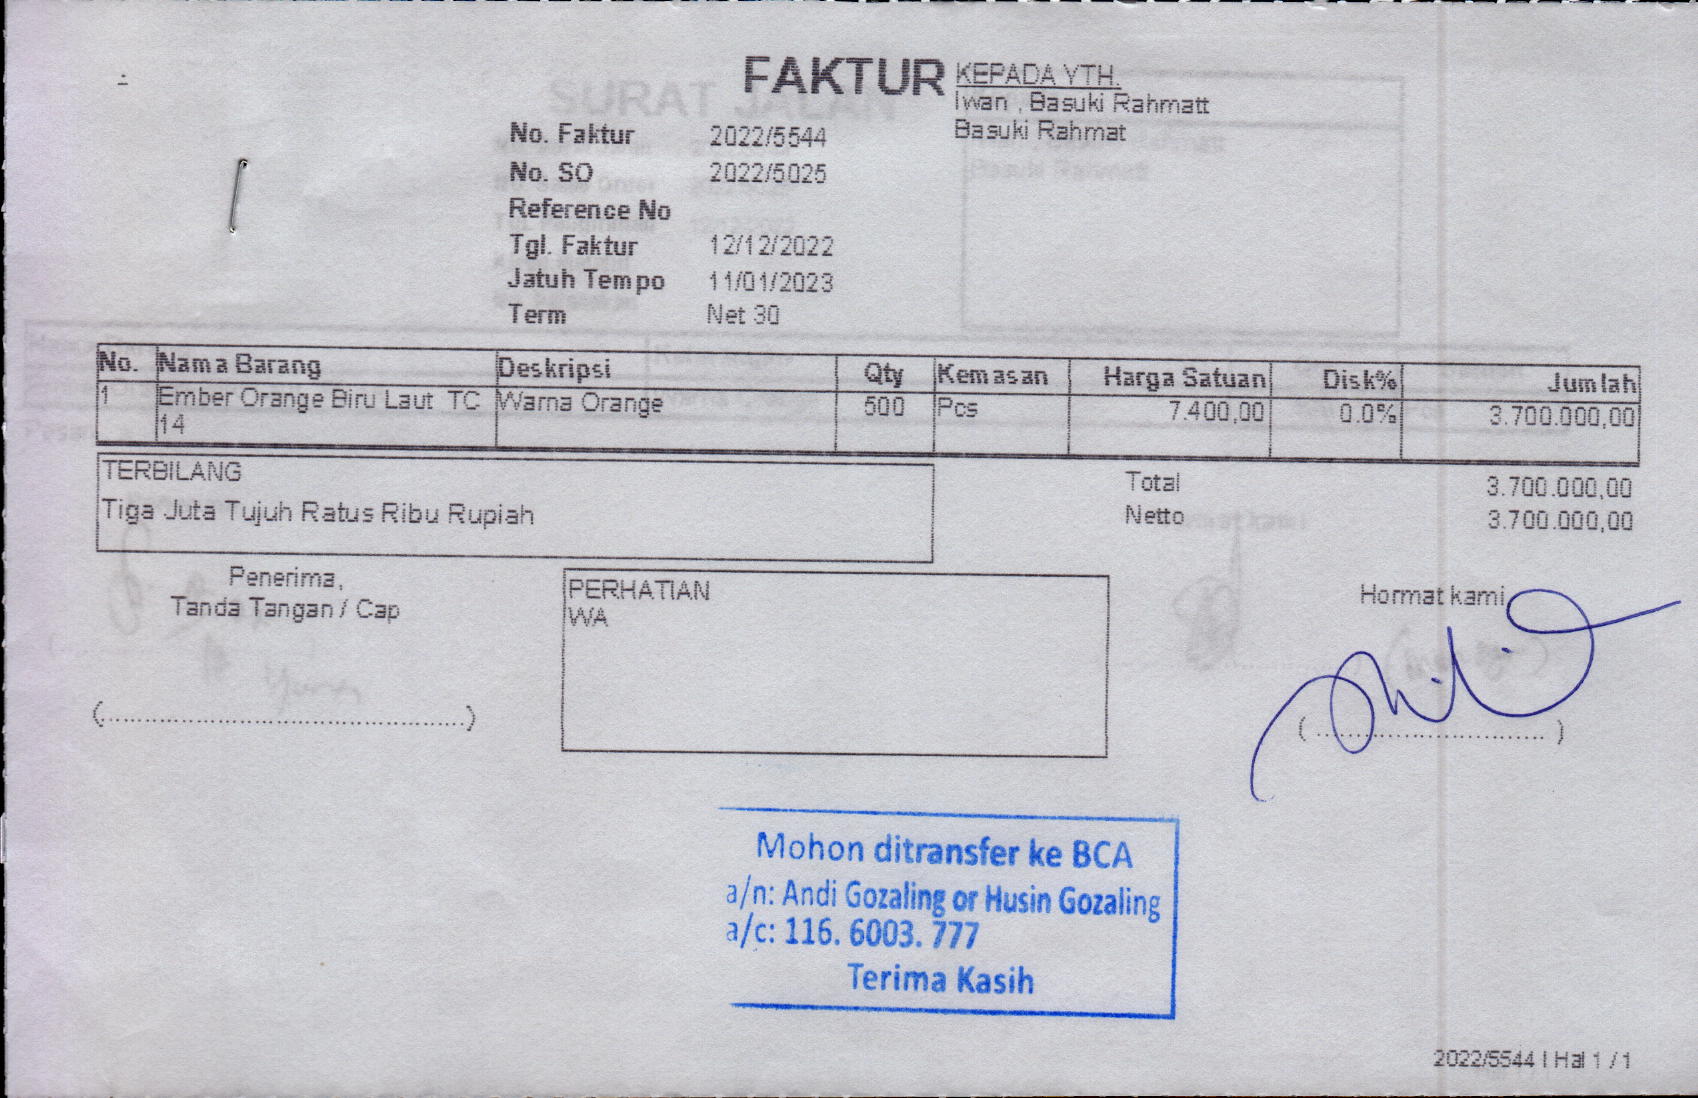 FAKTUR
KEPADA YTH.
Iwan , Basuki Rahmatt
Basuki Rahmat
No. Faktur 2022/5544
No. SO 2022/5025
Reference No
Tgl. Faktur 12/12/2022
Jatuh Tempo 11/01/2023
Term Net 30
No. Nama Barang Deskripsi Qty Kemasan Harga Satuan Disk% Jumlah
1 Ember Orange Biru Laut TC Warna Orange 500 Pcs 7.400,00 0.0% 3.700.000,00
14
TERBILANG
Tiga Juta Tujuh Ratus Ribu Rupiah
Total 3.700.000,00
Netto 3.700.000,00
Penerima,
Tanda Tangan / Cap
(..................................................)
PERHATIAN
WA
Hormat kami
( ................................ )
Mohon ditransfer ke BCA
a/n: Andi Gozaling or Husin Gozaling
a/c: 116. 6003. 777
Terima Kasih
2022/5544 | Hal 1 / 1